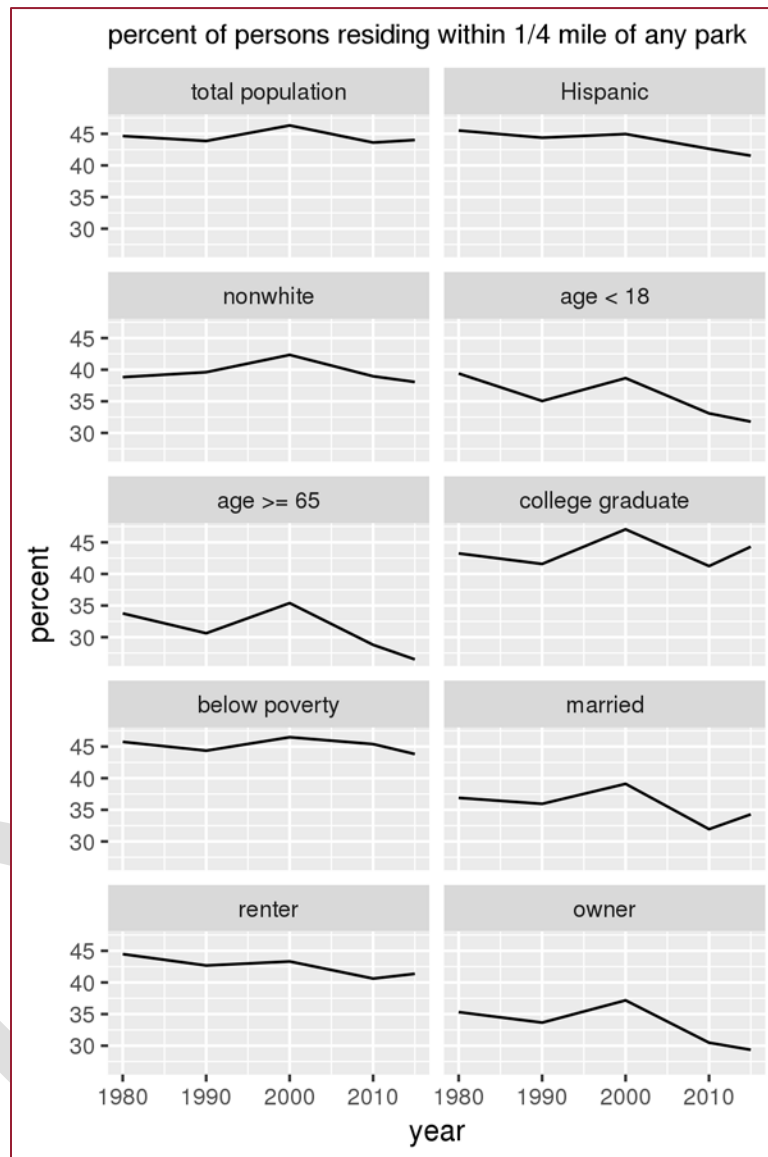 percent of persons residing within 1/4 mile of any park
total population
Hispanic
45
40
35
30
nonwhite
age < 18
45
40
35
30
age >= 65
college graduate
45
40
35
30
below poverty
married
45
40
35
30
renter
owner
45
40
35
30
percent
1980 1990 2000 2010 1980 1990 2000 2010
year